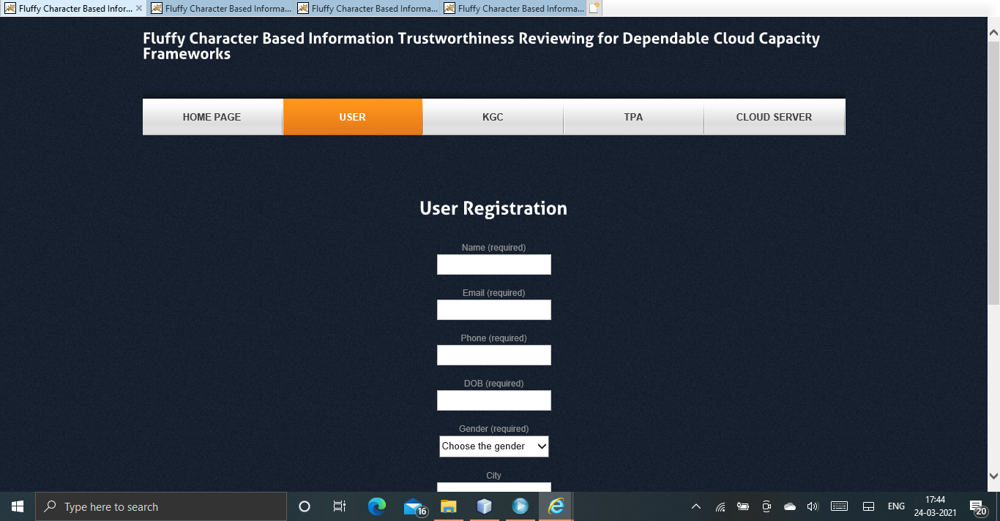 Fluffy Character Based Infor...
Fluffy Character Based Informa...
Fluffy Character Based Informa...
Fluffy Character Based Informa...
Fluffy Character Based Information Trustworthiness Reviewing for Dependable Cloud Capacity
Frameworks
HOME PAGE
USER
KGC
TPA
CLOUD SERVER
User Registration
Name (required)
Email (required)
Phone (required)
DOB (required)
Gender (required)
Choose the gender
City
Type here to search
16
ENG
17:44
24-03-2021
20